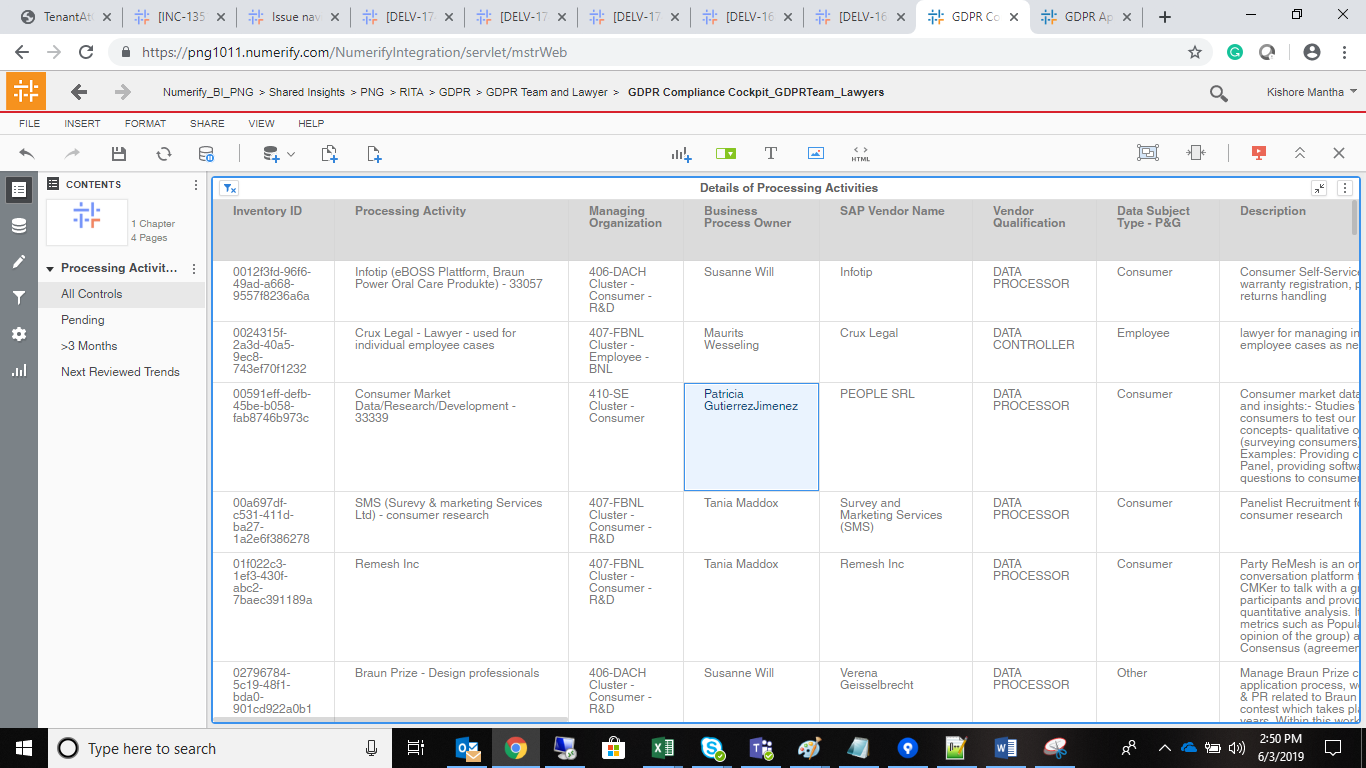 TenantAt
[INC-135
Issue nav
[DELV-17
[DELV-17
[DELV-17
[DELV-16
[DELV-16
GDPR Co
GDPR Ap
https://png1011.numerify.com/NumerifyIntegration/servlet/mstrWeb
Numerify_BI_PNG > Shared Insights > PNG > RITA > GDPR > GDPR Team and Lawyer > GDPR Compliance Cockpit_GDPRTeam_Lawyers
Kishore Mantha
FILE INSERT FORMAT SHARE VIEW HELP
T
HTML
CONTENTS
1 Chapter
4 Pages
Processing Activit...
All Controls
Pending
>3 Months
Next Reviewed Trends
Details of Processing Activities
Inventory ID
Processing Activity
Managing
Organization
Business
Process Owner
SAP Vendor Name
Vendor
Qualification
Data Subject
Type - P&G
Description
0012f3fd-96f6-
49ad-a668-
9557f8236a6a
Infotip (eBOSS Plattform, Braun
Power Oral Care Produkte) - 33057
406-DACH
Cluster -
Consumer -
R&D
Susanne Will
Infotip
DATA
PROCESSOR
Consumer
Consumer Self-Service
warranty registration, p
returns handling
0024315f-
2a3d-40a5-
9ec8-
743ef70f1232
Crux Legal - Lawyer - used for
individual employee cases
407-FBNL
Cluster -
Employee -
BNL
Maurits
Wesseling
Crux Legal
DATA
CONTROLLER
Employee
lawyer for managing in
employee cases as ne
00591eff-defb-
45be-b058-
fab8746b973c
Consumer Market
Data/Research/Development -
33339
410-SE
Cluster -
Consumer
Patricia
GutierrezJimenez
PEOPLE SRL
DATA
PROCESSOR
Consumer
Consumer market data
and insights:- Studies
consumers to test our
concepts- qualitative o
(surveying consumers)
Examples: Providing c
Panel, providing softwa
questions to consumer
00a697df-
c531-411d-
ba27-
1a2e6f386278
SMS (Surevy & marketing Services
Ltd) - consumer research
407-FBNL
Cluster -
Consumer -
R&D
Tania Maddox
Survey and
Marketing Services
(SMS)
DATA
PROCESSOR
Consumer
Panelist Recruitment fo
consumer research
01f022c3-
1ef3-430f-
abc2-
7baec391189a
Remesh Inc
407-FBNL
Cluster -
Consumer -
R&D
Tania Maddox
Remesh Inc
DATA
PROCESSOR
Consumer
Party ReMesh is an on
conversation platform
CMKer to talk with a gr
participants and provid
quantitative analysis. It
metrics such as Popula
opinion of the group) a
Consensus (agreemen
02796784-
5c19-48f1-
bda0-
901cd922a0b1
Braun Prize - Design professionals
406-DACH
Cluster -
Consumer -
R&D
Susanne Will
Verena
Geisselbrecht
DATA
PROCESSOR
Other
Manage Braun Prize c
application process, w
& PR related to Braun
contest which takes pla
years. Within this work
Type here to search
2:50 PM
6/3/2019